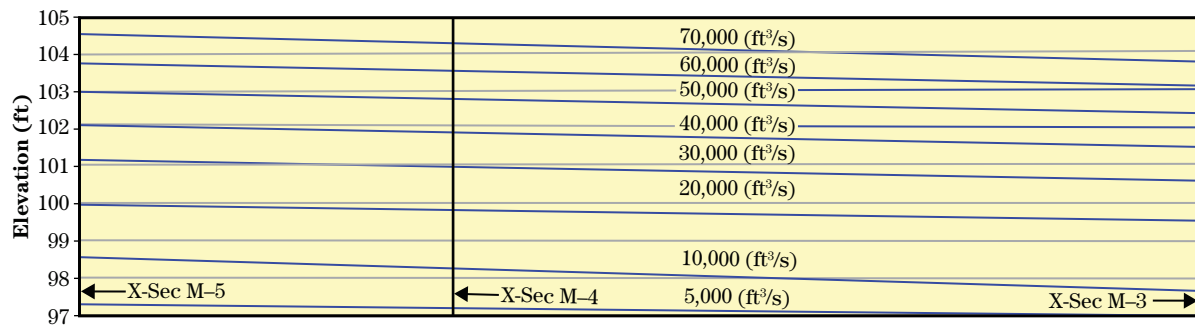 Elevation (ft)
105
104
103
102
101
100
99
98
97
70,000 (ft³/s)
60,000 (ft³/s)
50,000 (ft³/s)
40,000 (ft³/s)
30,000 (ft³/s)
20,000 (ft³/s)
10,000 (ft³/s)
5,000 (ft³/s)
X-Sec M–5
X-Sec M–4
X-Sec M–3